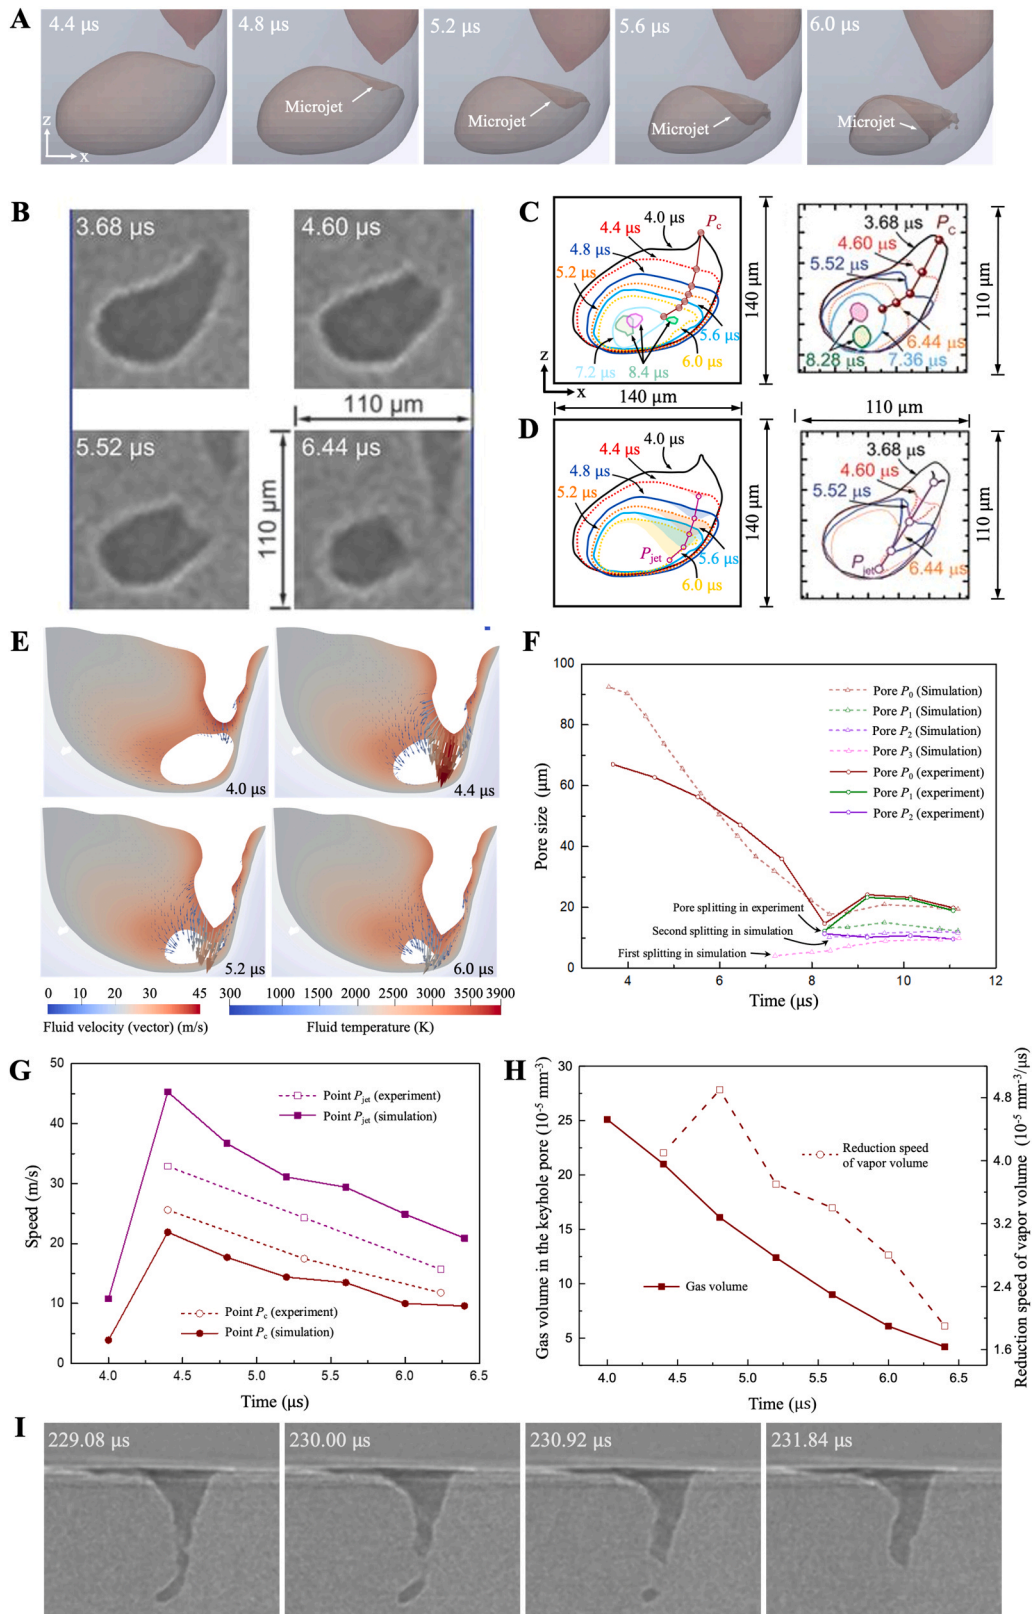 A
4.4 μs
4.8 μs
5.2 μs
5.6 μs
6.0 μs
Microjet
Microjet
Microjet
Microjet
z
x
B
3.68 μs
4.60 μs
110 μm
5.52 μs
6.44 μs
110 μm
C
4.0 μs
Pc
4.4 μs
4.8 μs
5.2 μs
5.6 μs
6.0 μs
7.2 μs
8.4 μs
140 μm
z
x
140 μm
3.68 μs
Pc
4.60 μs
5.52 μs
6.44 μs
8.28 μs
7.36 μs
110 μm
110 μm
D
4.0 μs
4.4 μs
4.8 μs
5.2 μs
Pjet
5.6 μs
6.0 μs
140 μm
3.68 μs
4.60 μs
5.52 μs
Pjet
6.44 μs
110 μm
E
4.0 μs
4.4 μs
5.2 μs
6.0 μs
0 10 20 30 45
Fluid velocity (vector) (m/s)
300 1000 1500 2000 2500 3000 3500 3900
Fluid temperature (K)
F
100
80
60
40
20
0
Pore size (μm)
Pore P0 (Simulation)
Pore P1 (Simulation)
Pore P2 (Simulation)
Pore P3 (Simulation)
Pore P0 (experiment)
Pore P1 (experiment)
Pore P2 (experiment)
Pore splitting in experiment
Second splitting in simulation
First splitting in simulation
4 6 8 10 12
Time (μs)
G
50
40
30
20
10
0
Speed (m/s)
Point Pjet (experiment)
Point Pjet (simulation)
Point Pc (experiment)
Point Pc (simulation)
4.0 4.5 5.0 5.5 6.0 6.5
Time (μs)
H
30
25
20
15
10
5
Gas volume in the keyhole pore (10-5 mm-3)
Reduction speed
of vapor volume
Gas volume
4.8
4.0
3.2
2.4
1.6
Reduction speed of vapor volume (10-5 mm-3/μs)
4.0 4.5 5.0 5.5 6.0 6.5
Time (μs)
I
229.08 μs
230.00 μs
230.92 μs
231.84 μs